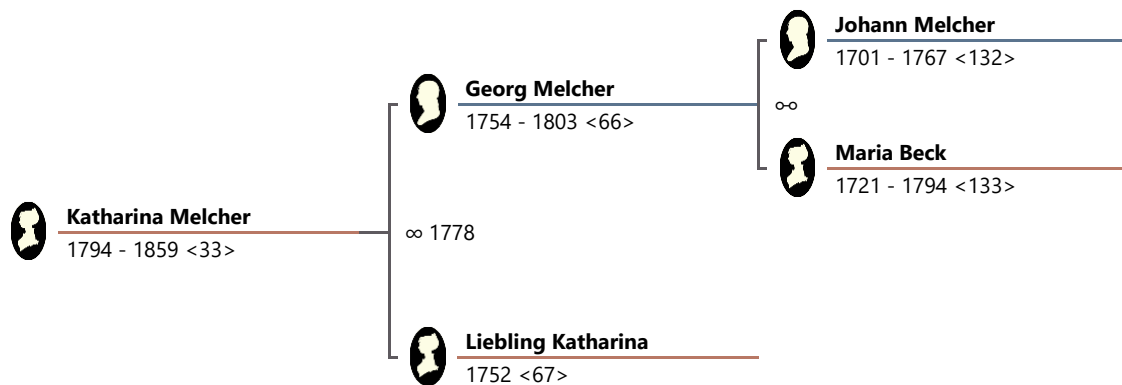 Johann Melcher
1701 - 1767 <132>
Georg Melcher
1754 - 1803 <66>
⚯
Maria Beck
1721 - 1794 <133>
Katharina Melcher
1794 - 1859 <33>
∞ 1778
Liebling Katharina
1752 <67>